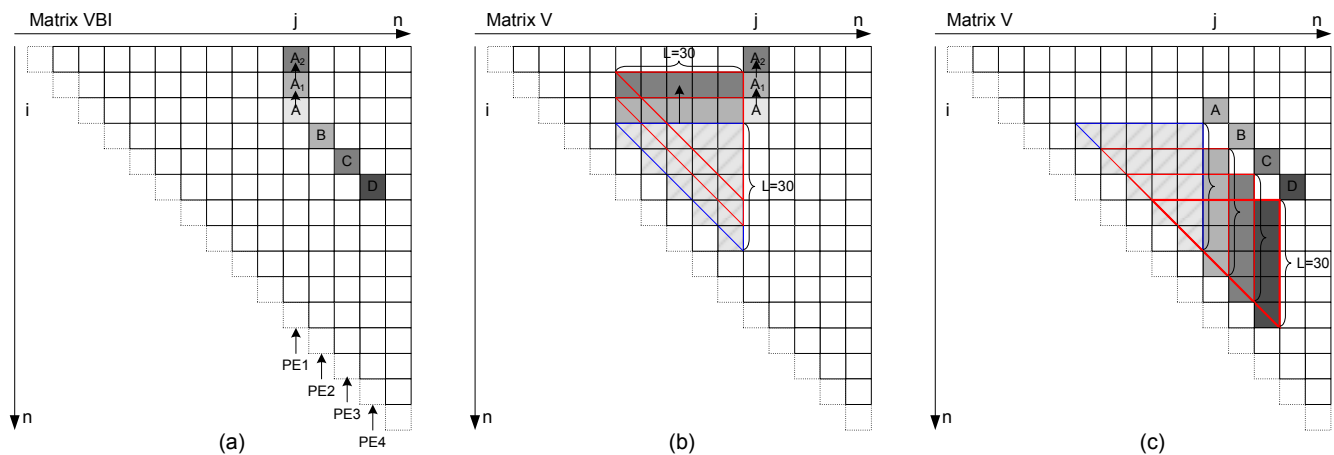 Matrix VBI j n
i
A₂
A₁
A
B
C
D
PE1
PE2
PE3
PE4
n
(a)
Matrix V j n
L=30
i
A₂
A₁
A
L=30
n
(b)
Matrix V j n
i
A
B
C
D
L=30
n
(c)